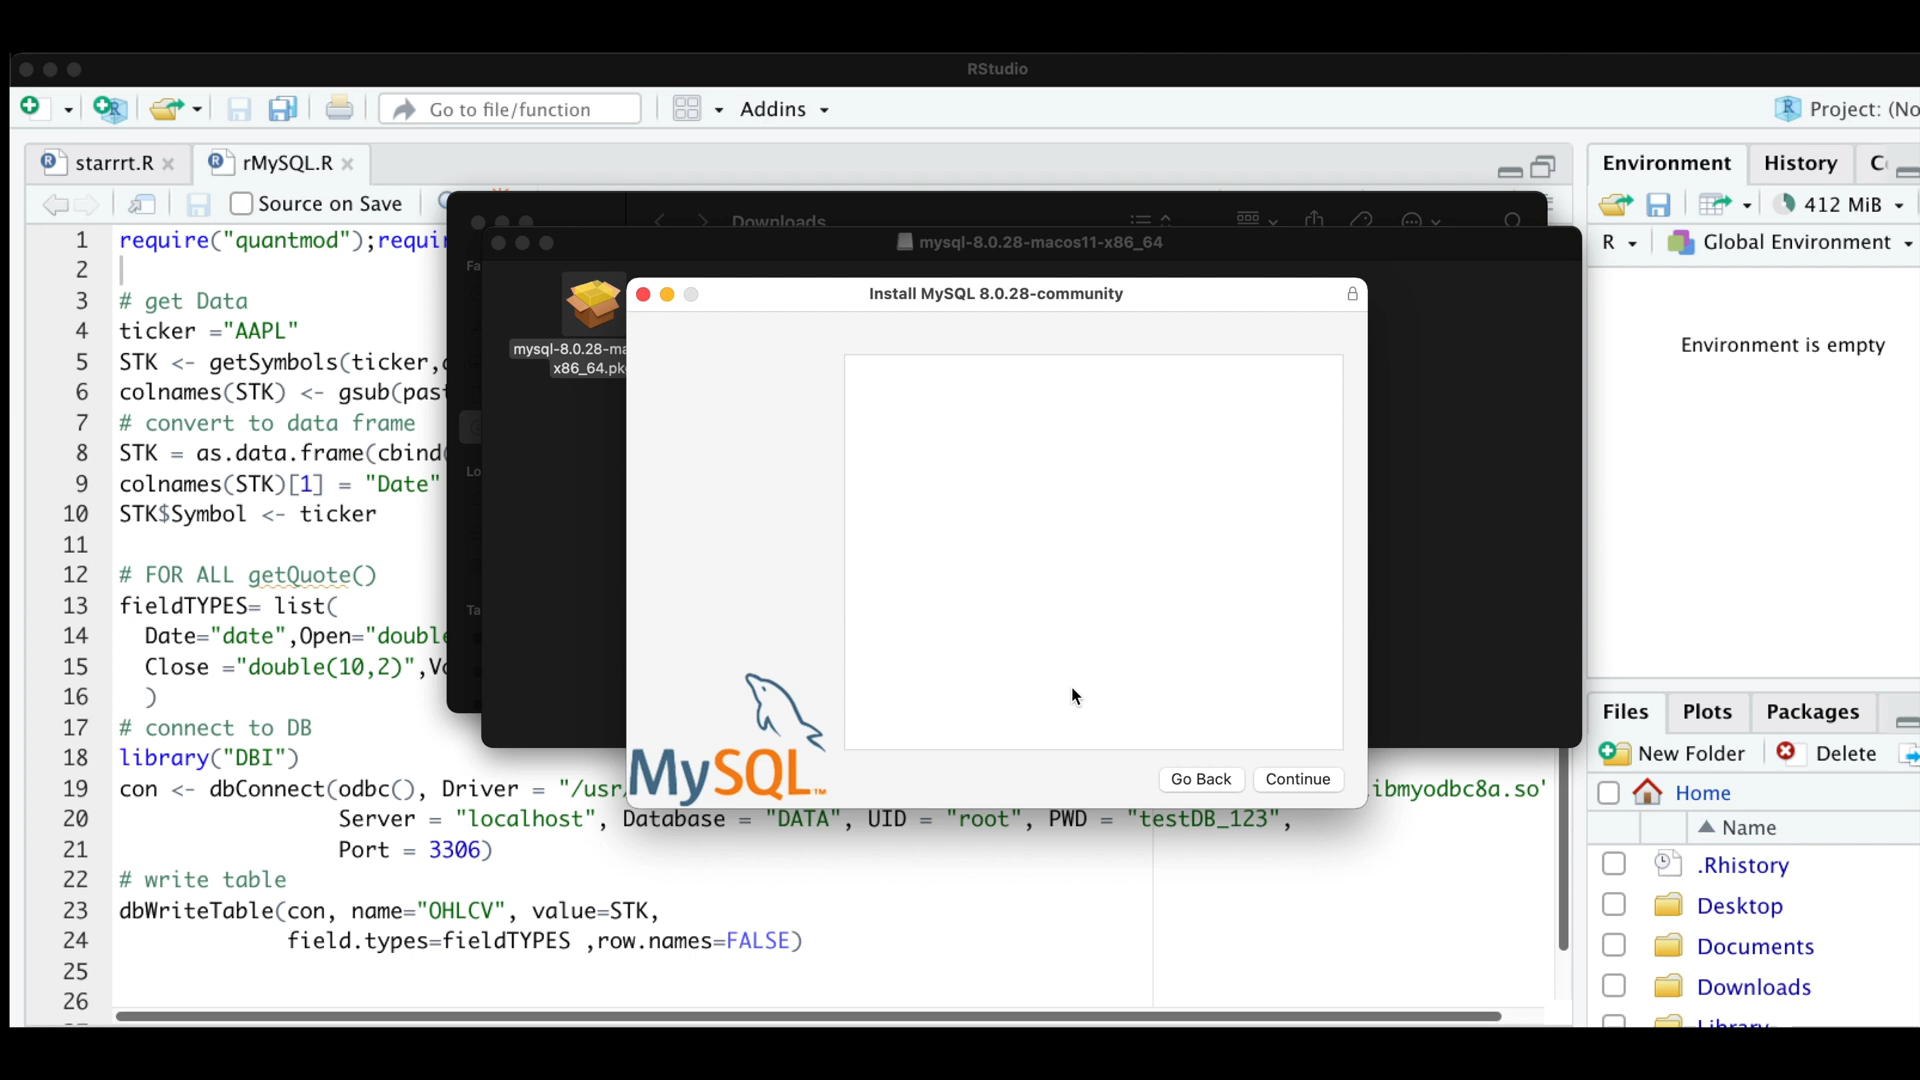 RStudio
Go to file/function
Addins
Project: (No
starrrt.R
rMySQL.R
Source on Save
1 require("quantmod");requi
2
3 # get Data
4 ticker ="AAPL"
5 STK <- getSymbols(ticker,
6 colnames(STK) <- gsub(past
7 # convert to data frame
8 STK = as.data.frame(cbind(
9 colnames(STK)[1] = "Date"
10 STK$Symbol <- ticker
11
12 # FOR ALL getQuote()
13 fieldTYPES= list(
14 Date="date",Open="double
15 Close ="double(10,2)",Vo
16 )
17 # connect to DB
18 library("DBI")
19 con <- dbConnect(odbc(), Driver = "/usr/ ibmyodbc8a.so"
20 Server = "localhost", Database = "DATA", UID = "root", PWD = "testDB_123",
21 Port = 3306)
22 # write table
23 dbWriteTable(con, name="OHLCV", value=STK,
24 field.types=fieldTYPES ,row.names=FALSE)
25
26
Downloads
Fa
Lo
Ta
mysql-8.0.28-macos11-x86_64
mysql-8.0.28-ma
x86_64.pk
Install MySQL 8.0.28-community
MySQL™
Go Back
Continue
Environment
History
C
412 MiB
R
Global Environment
Environment is empty
Files
Plots
Packages
New Folder
Delete
Home
Name
.Rhistory
Desktop
Documents
Downloads
Library